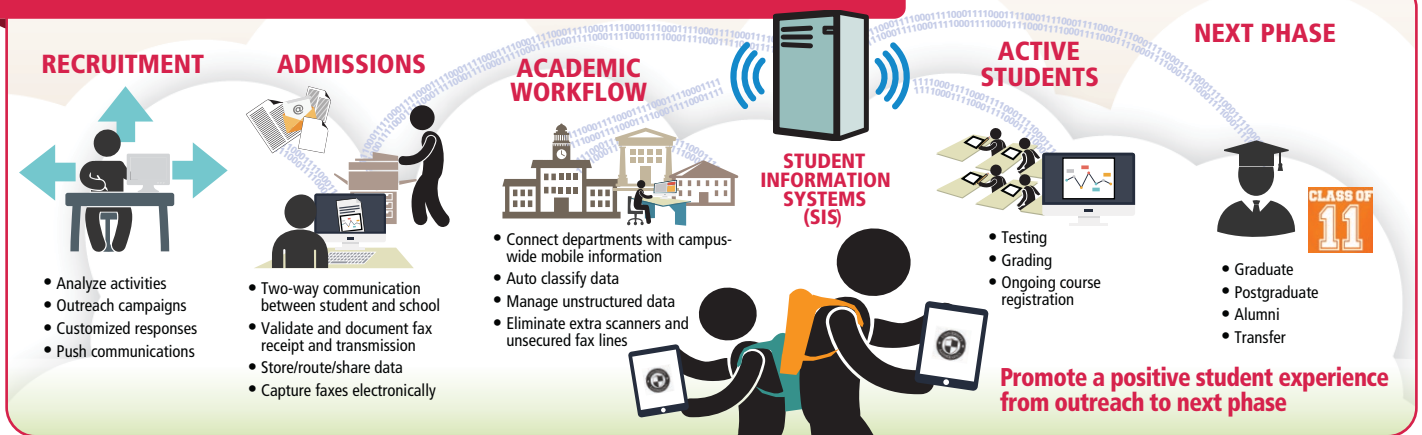 RECRUITMENT
• Analyze activities
• Outreach campaigns
• Customized responses
• Push communications
ADMISSIONS
@
• Two-way communication
between student and school
• Validate and document fax
receipt and transmission
• Store/route/share data
• Capture faxes electronically
ACADEMIC
WORKFLOW
• Connect departments with campus-
wide mobile information
• Auto classify data
• Manage unstructured data
• Eliminate extra scanners and
unsecured fax lines
STUDENT
INFORMATION
SYSTEMS
(SIS)
ACTIVE
STUDENTS
• Testing
• Grading
• Ongoing course
registration
NEXT PHASE
CLASS OF
11
• Graduate
• Postgraduate
• Alumni
• Transfer
Promote a positive student experience
from outreach to next phase